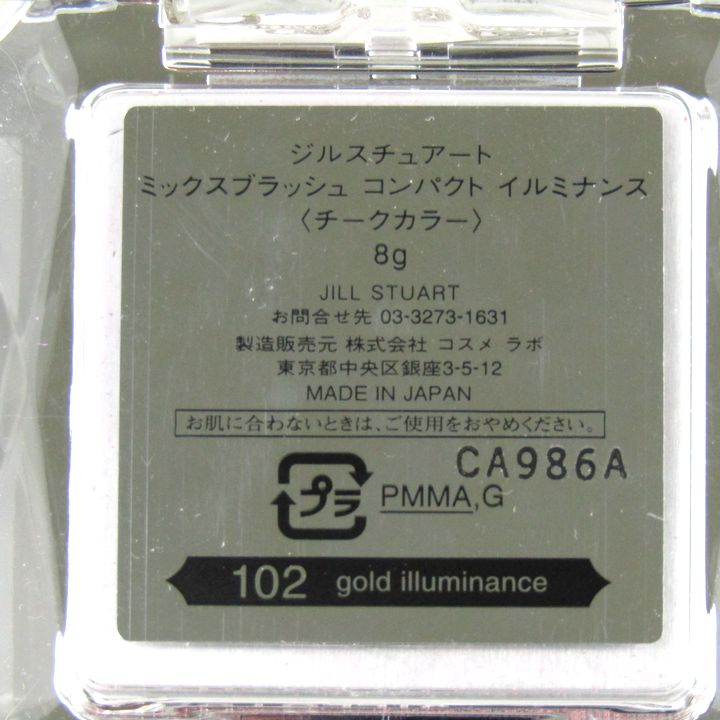 ジルスチュアート
ミックスブラッシュ コンパクト イルミナンス
〈チークカラー〉
8g
JILL STUART
お問合せ先 03-3273-1631
製造販売元 株式会社 コスメ ラボ
東京都中央区銀座3-5-12
MADE IN JAPAN
お肌に合わないときは、ご使用をおやめください。
CA986A
プラ PMMA,G
102 gold illuminance